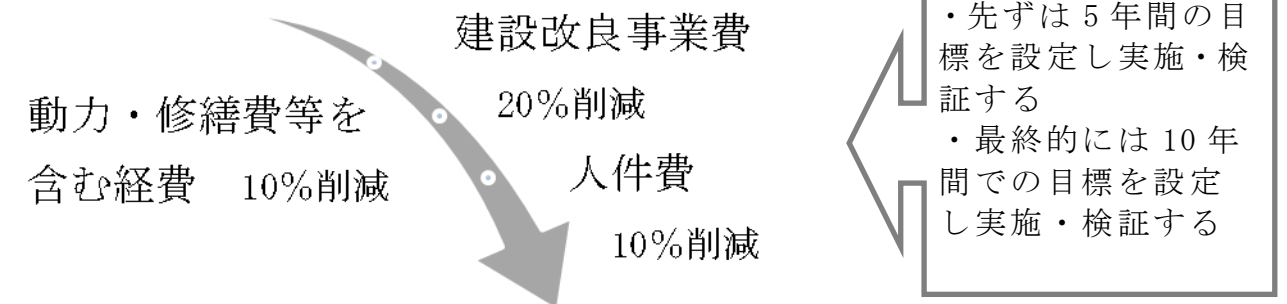 動力・修繕費等を
含む経費　10%削減
建設改良事業費
20%削減
人件費
10%削減
・先ずは5年間の目
標を設定し実施・検
証する
・最終的には10年
間での目標を設定
し実施・検証する